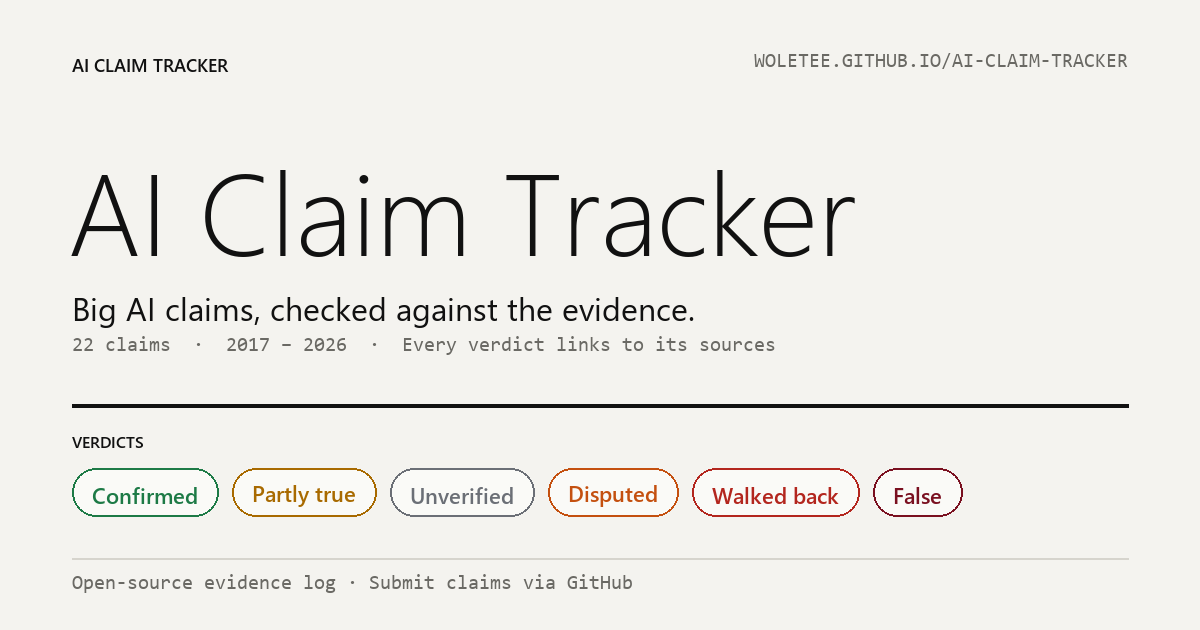 AI CLAIM TRACKER
WOLETEE.GITHUB.IO/AI-CLAIM-TRACKER
AI Claim Tracker
Big AI claims, checked against the evidence.
22 claims · 2017 – 2026 · Every verdict links to its sources
VERDICTS
Confirmed Partly true Unverified Disputed Walked back False
Open-source evidence log · Submit claims via GitHub